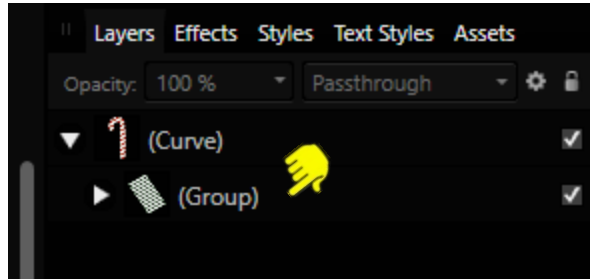 Layers Effects Styles Text Styles Assets
Opacity: 100 % Passthrough
(Curve)
(Group)